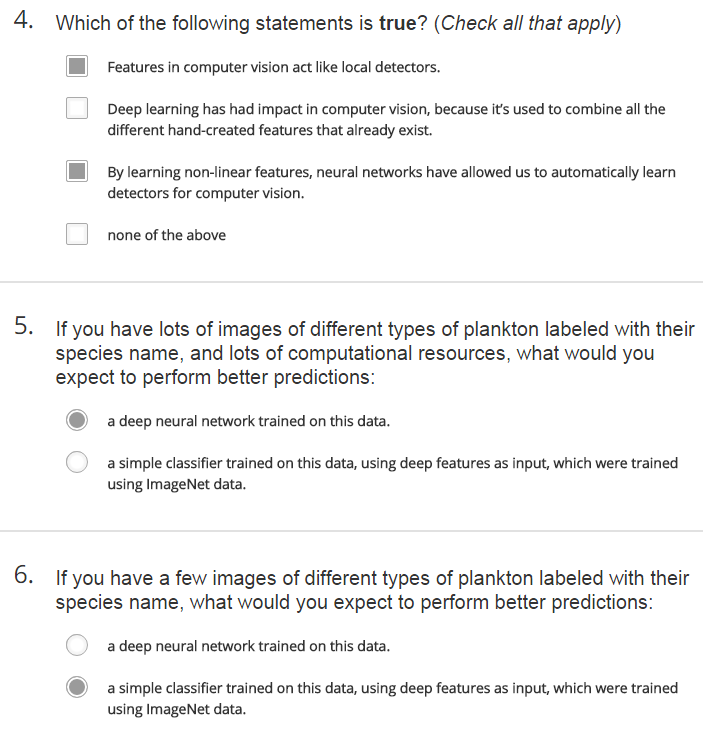 4. Which of the following statements is true? (Check all that apply)
Features in computer vision act like local detectors.
Deep learning has had impact in computer vision, because it's used to combine all the
different hand-created features that already exist.
By learning non-linear features, neural networks have allowed us to automatically learn
detectors for computer vision.
none of the above
5. If you have lots of images of different types of plankton labeled with their
species name, and lots of computational resources, what would you
expect to perform better predictions:
a deep neural network trained on this data.
a simple classifier trained on this data, using deep features as input, which were trained
using ImageNet data.
6. If you have a few images of different types of plankton labeled with their
species name, what would you expect to perform better predictions:
a deep neural network trained on this data.
a simple classifier trained on this data, using deep features as input, which were trained
using ImageNet data.